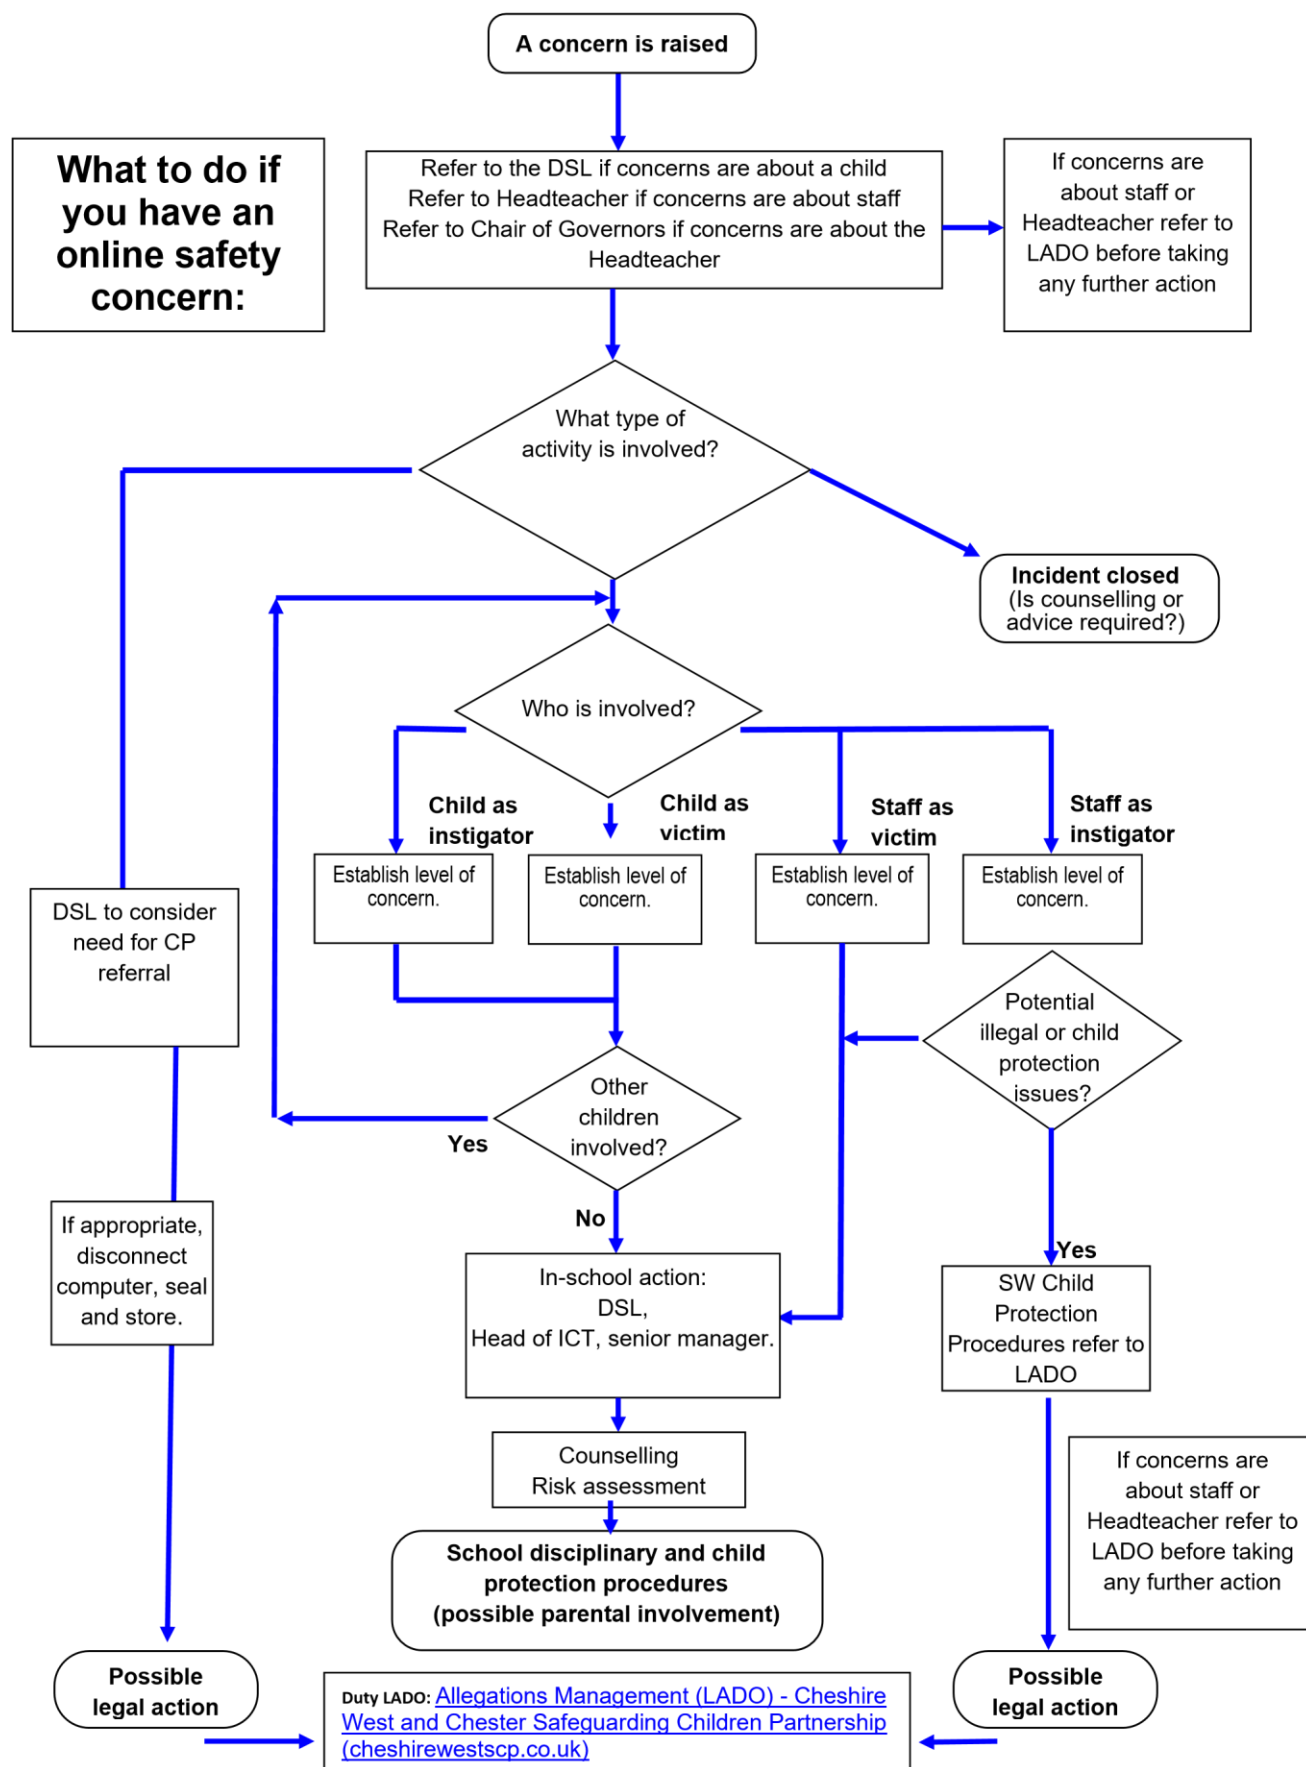 A concern is raised
What to do if
you have an
online safety
concern:
Refer to the DSL if concerns are about a child
Refer to Headteacher if concerns are about staff
Refer to Chair of Governors if concerns are about the
Headteacher
If concerns are
about staff or
Headteacher refer to
LADO before taking
any further action
What type of
activity is involved?
Incident closed
(Is counselling or
advice required?)
Who is involved?
Child as
instigator
Child as
victim
Staff as
victim
Staff as
instigator
Establish level of
concern.
Establish level of
concern.
Establish level of
concern.
Establish level of
concern.
DSL to consider
need for CP
referral
Potential
illegal or child
protection
issues?
Other
children
involved?
Yes
No
Yes
If appropriate,
disconnect
computer, seal
and store.
In-school action:
DSL,
Head of ICT, senior manager.
SW Child
Protection
Procedures refer to
LADO
Counselling
Risk assessment
If concerns are
about staff or
Headteacher refer to
LADO before taking
any further action
School disciplinary and child
protection procedures
(possible parental involvement)
Possible
legal action
Possible
legal action
Duty LADO: Allegations Management (LADO) - Cheshire
West and Chester Safeguarding Children Partnership
(cheshirewestscp.co.uk)